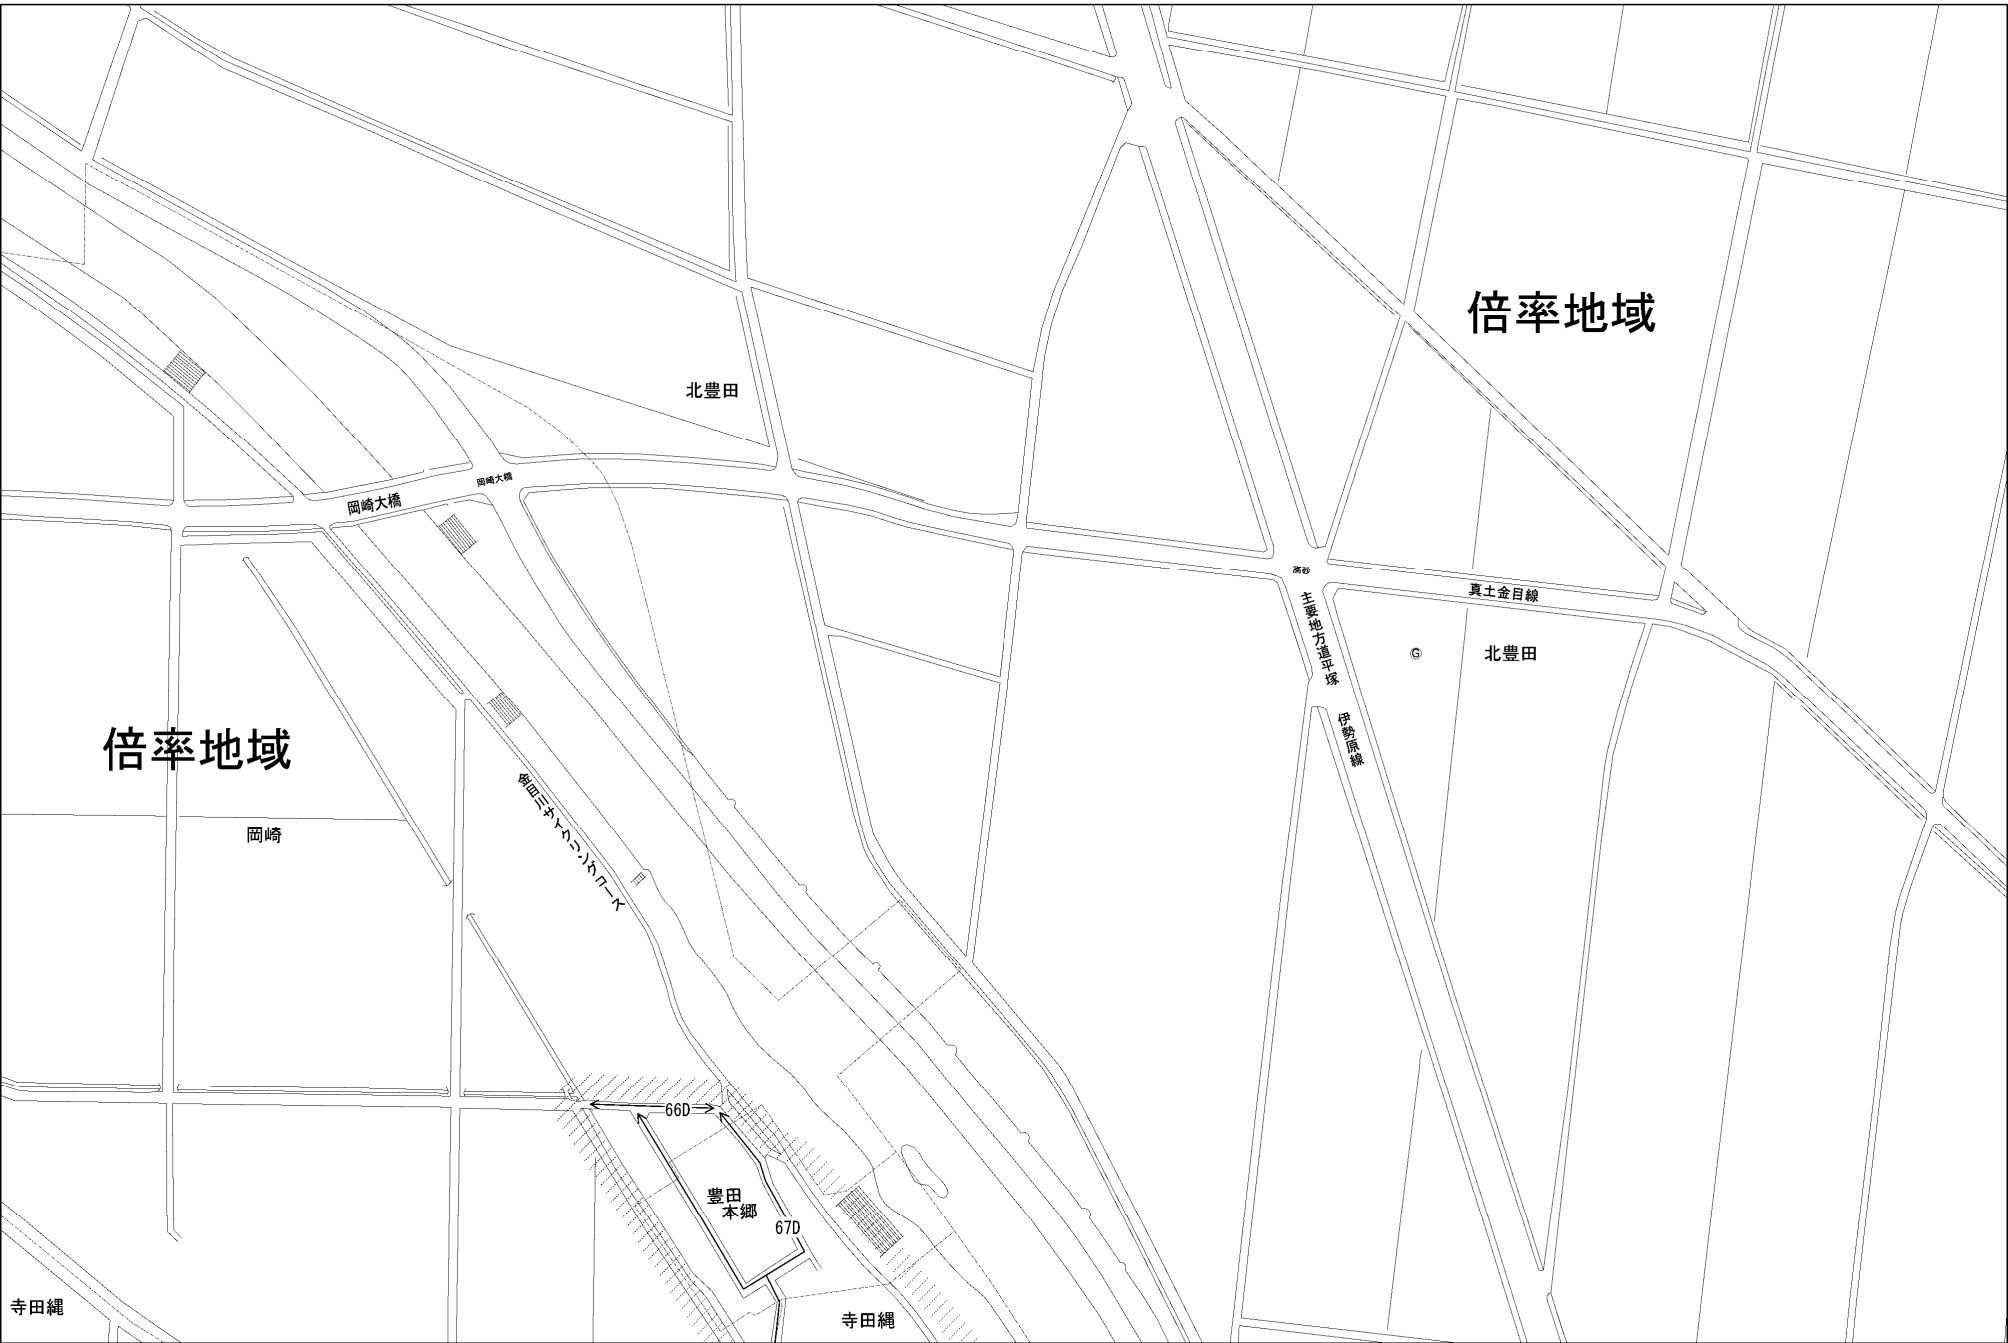 倍率地域
北豊田
岡崎大橋
岡崎大橋
高砂
真土金目線
主要地方道平塚
伊勢原線
G
北豊田
倍率地域
岡崎
金目川サイクリングコース
66D
豊田
本郷
67D
寺田縄
寺田縄